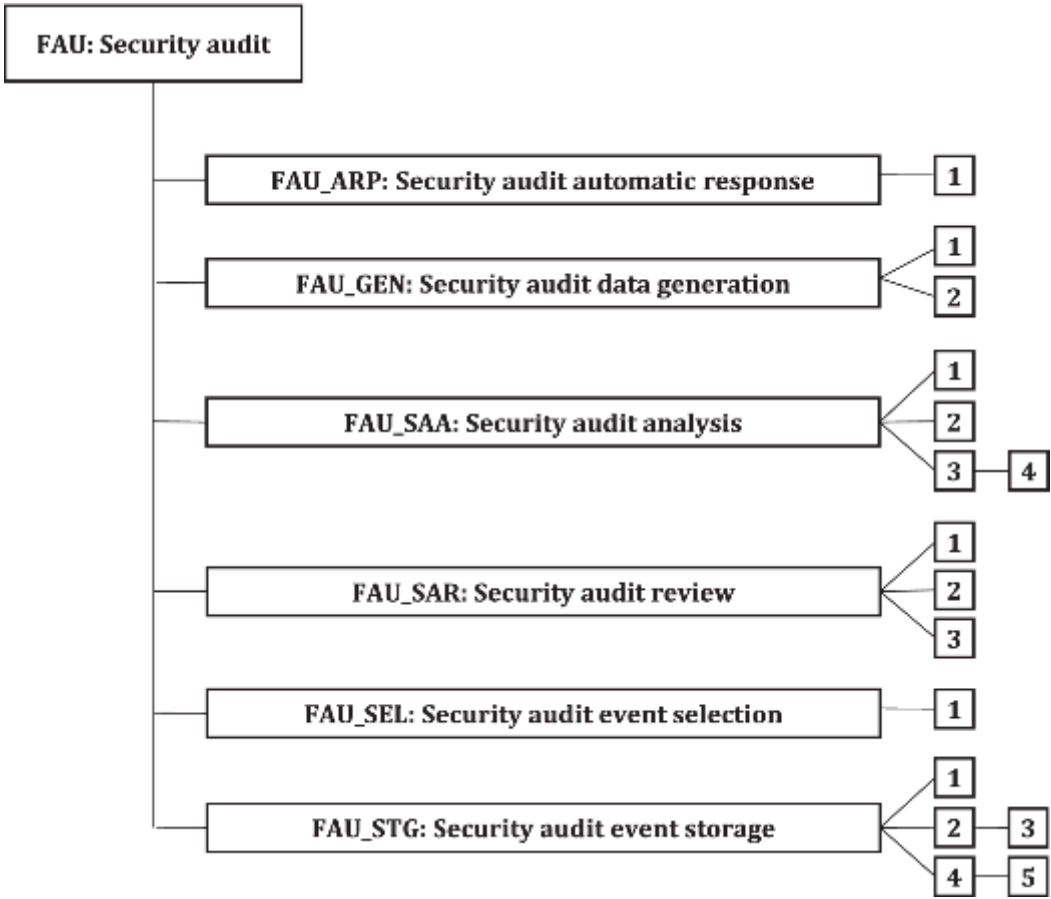 FAU: Security audit
FAU_ARP: Security audit automatic response
1
FAU_GEN: Security audit data generation
1
2
FAU_SAA: Security audit analysis
1
2
3 4
FAU_SAR: Security audit review
1
2
3
FAU_SEL: Security audit event selection
1
FAU_STG: Security audit event storage
1
2 3
4 5